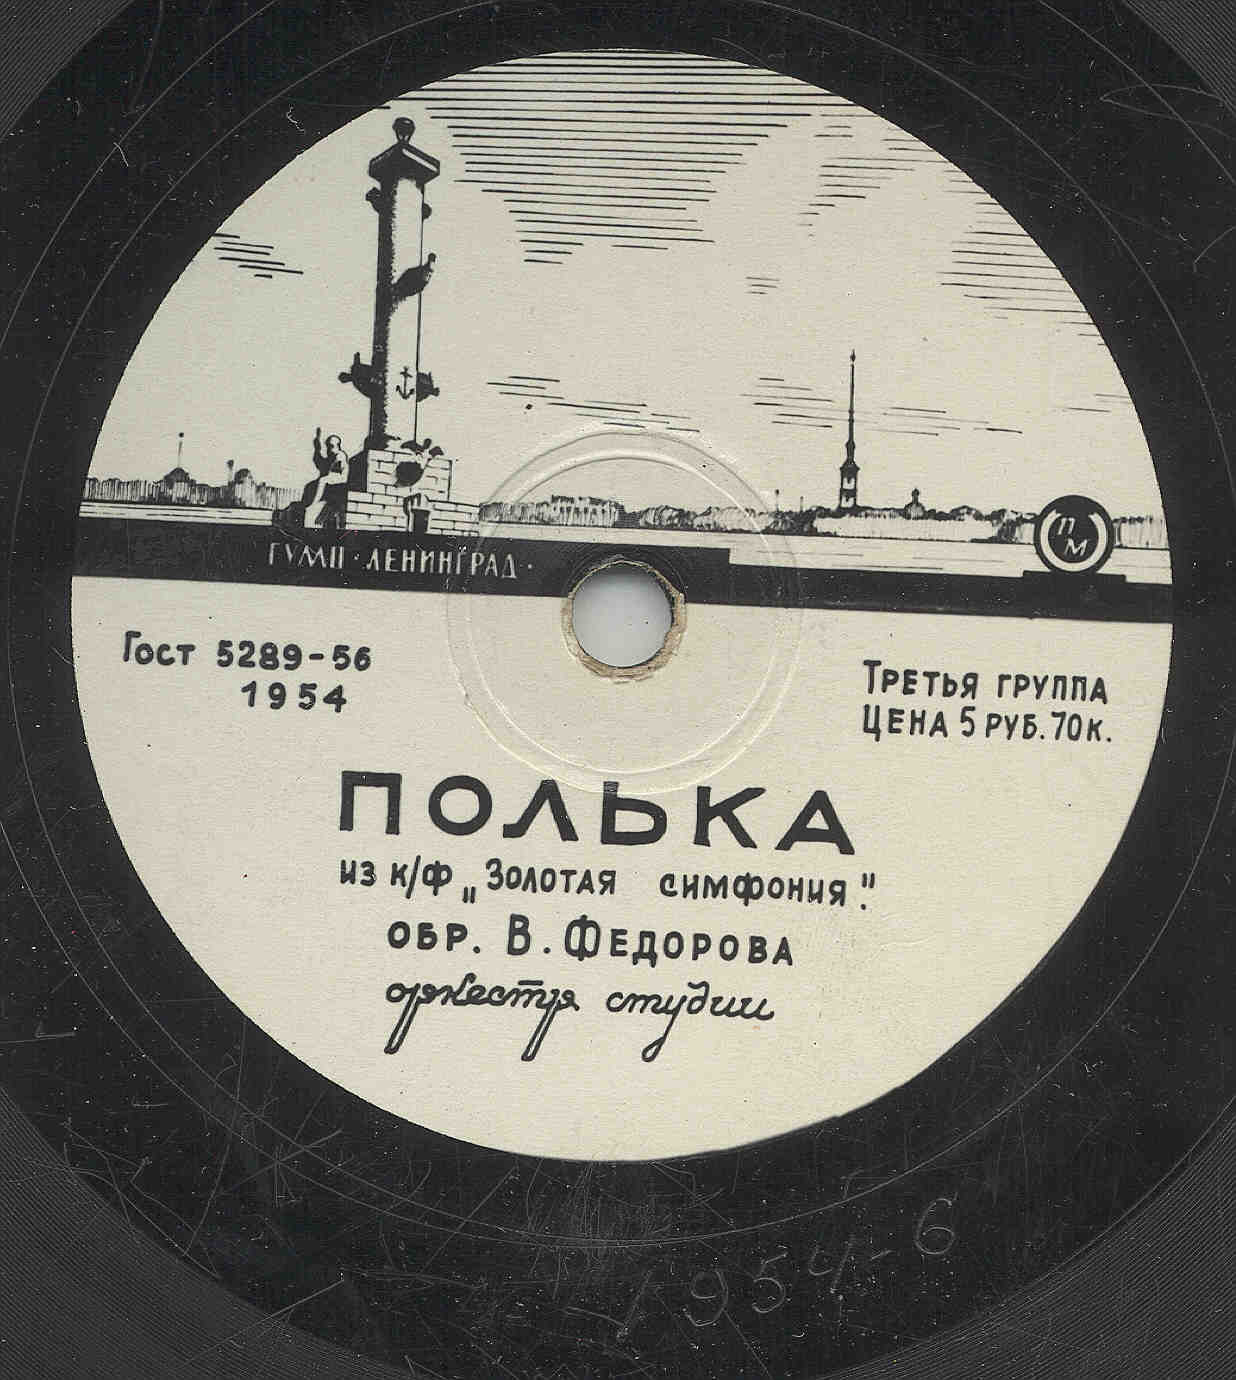 ГУМП · ЛЕНИНГРАД ·
ПМ
Гост 5289-56
1954
Третья группа
цена 5 руб. 70 к.
ПОЛЬКА
из к/ф „Золотая симфония".
обр. В. Федорова
оркестр студии
1954-6